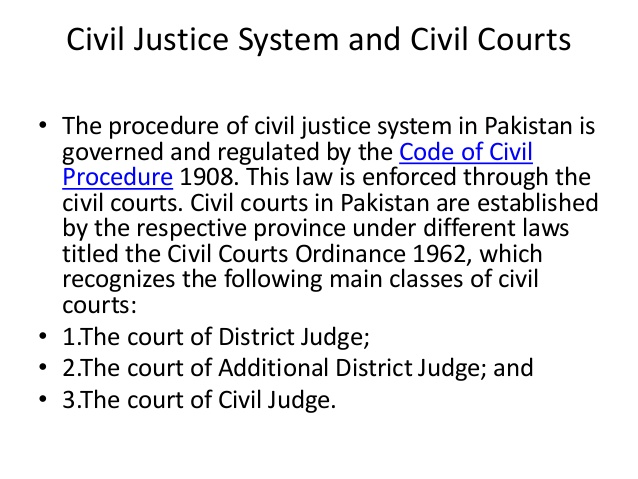 Civil Justice System and Civil Courts
• The procedure of civil justice system in Pakistan is
governed and regulated by the Code of Civil
Procedure 1908. This law is enforced through the
civil courts. Civil courts in Pakistan are established
by the respective province under different laws
titled the Civil Courts Ordinance 1962, which
recognizes the following main classes of civil
courts:
• 1.The court of District Judge;
• 2.The court of Additional District Judge; and
• 3.The court of Civil Judge.